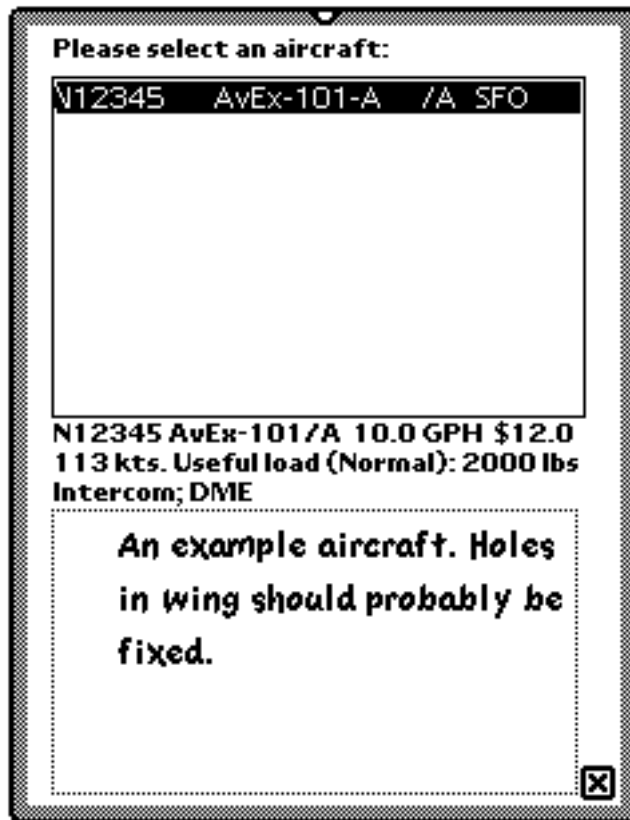 Please select an aircraft:
N12345 AvEx-101-A /A SFO
N12345 AvEx-101/A 10.0 GPH $12.0
113 kts. Useful load (Normal): 2000 lbs
Intercom; DME
An example aircraft. Holes
in wing should probably be
fixed.